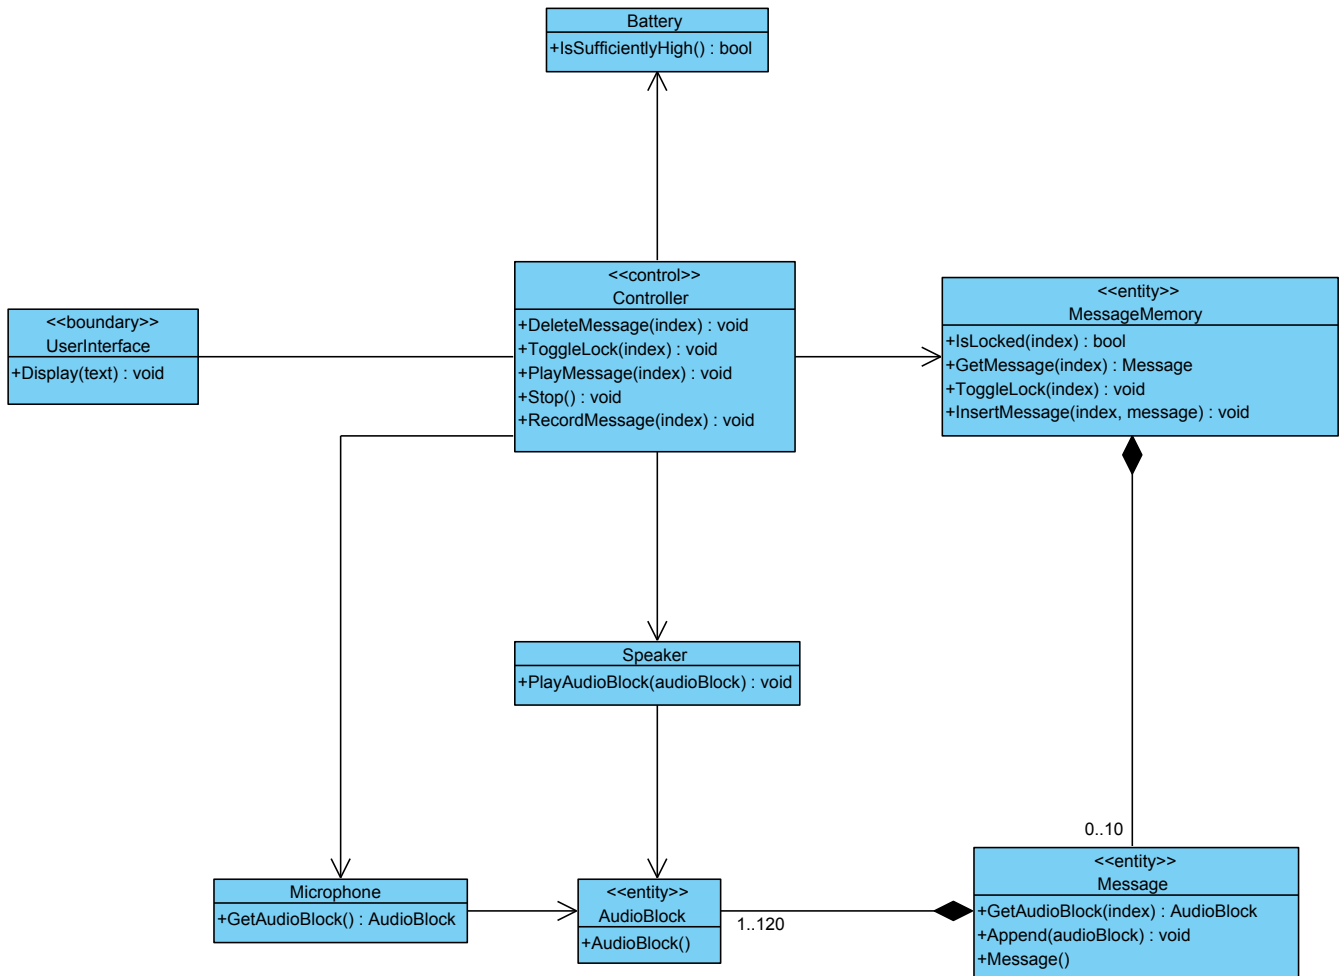 Battery
+IsSufficientlyHigh() : bool
<<control>>
Controller
+DeleteMessage(index) : void
+ToggleLock(index) : void
+PlayMessage(index) : void
+Stop() : void
+RecordMessage(index) : void
<<boundary>>
UserInterface
+Display(text) : void
<<entity>>
MessageMemory
+IsLocked(index) : bool
+GetMessage(index) : Message
+ToggleLock(index) : void
+InsertMessage(index, message) : void
Speaker
+PlayAudioBlock(audioBlock) : void
0..10
Microphone
+GetAudioBlock() : AudioBlock
<<entity>>
AudioBlock
+AudioBlock()
1..120
<<entity>>
Message
+GetAudioBlock(index) : AudioBlock
+Append(audioBlock) : void
+Message()